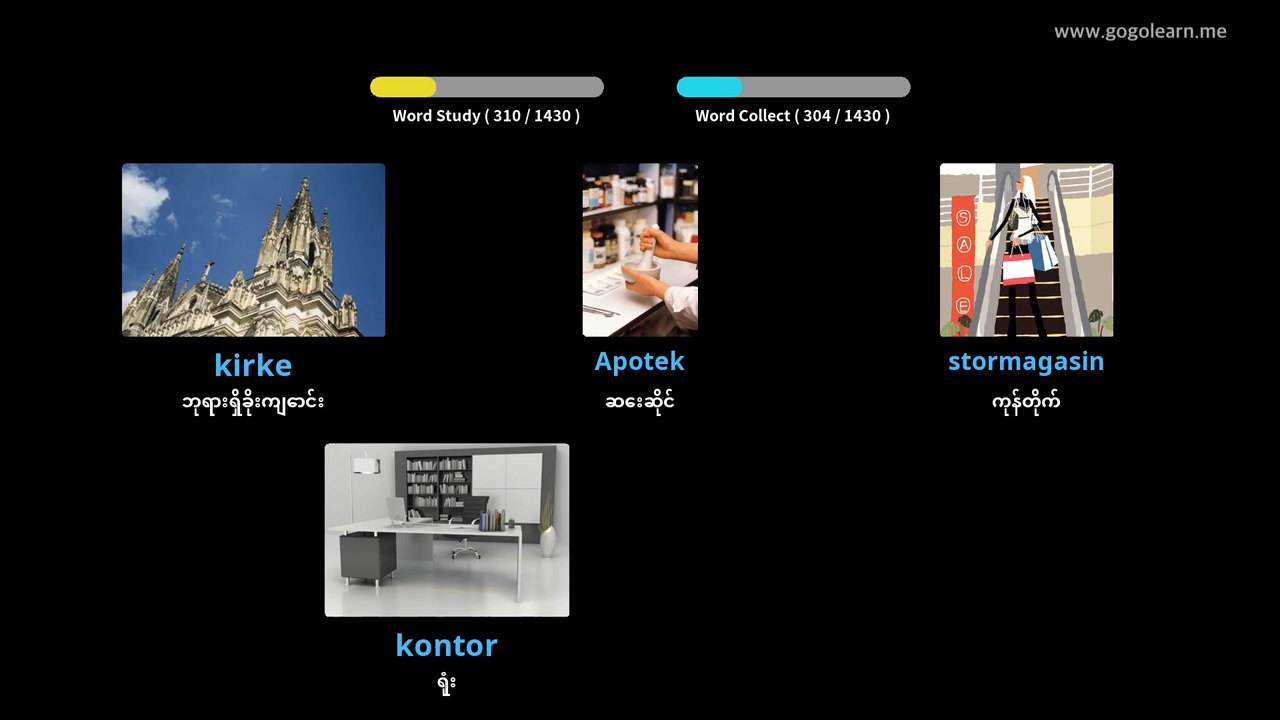 www.gogolearn.me
Word Study ( 310 / 1430 )
Word Collect ( 304 / 1430 )
SALE
kirke
Apotek
stormagasin
ဘုရားရှိခိုးကျောင်း
ဆေးဆိုင်
ကုန်တိုက်
kontor
ရုံး